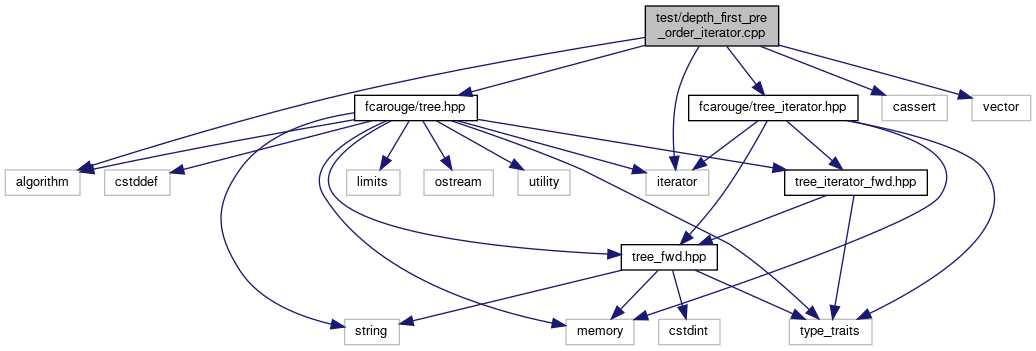 test/depth_first_pre
_order_iterator.cpp
fcarouge/tree.hpp
fcarouge/tree_iterator.hpp
cassert
vector
algorithm
cstddef
limits
ostream
utility
iterator
tree_iterator_fwd.hpp
tree_fwd.hpp
string
memory
cstdint
type_traits